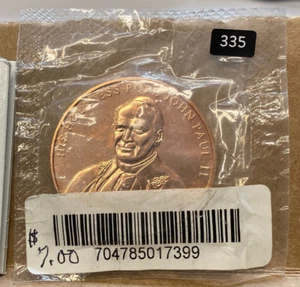 335
HIS HOLINESS POPE JOHN PAUL II
$7.00
704785017399